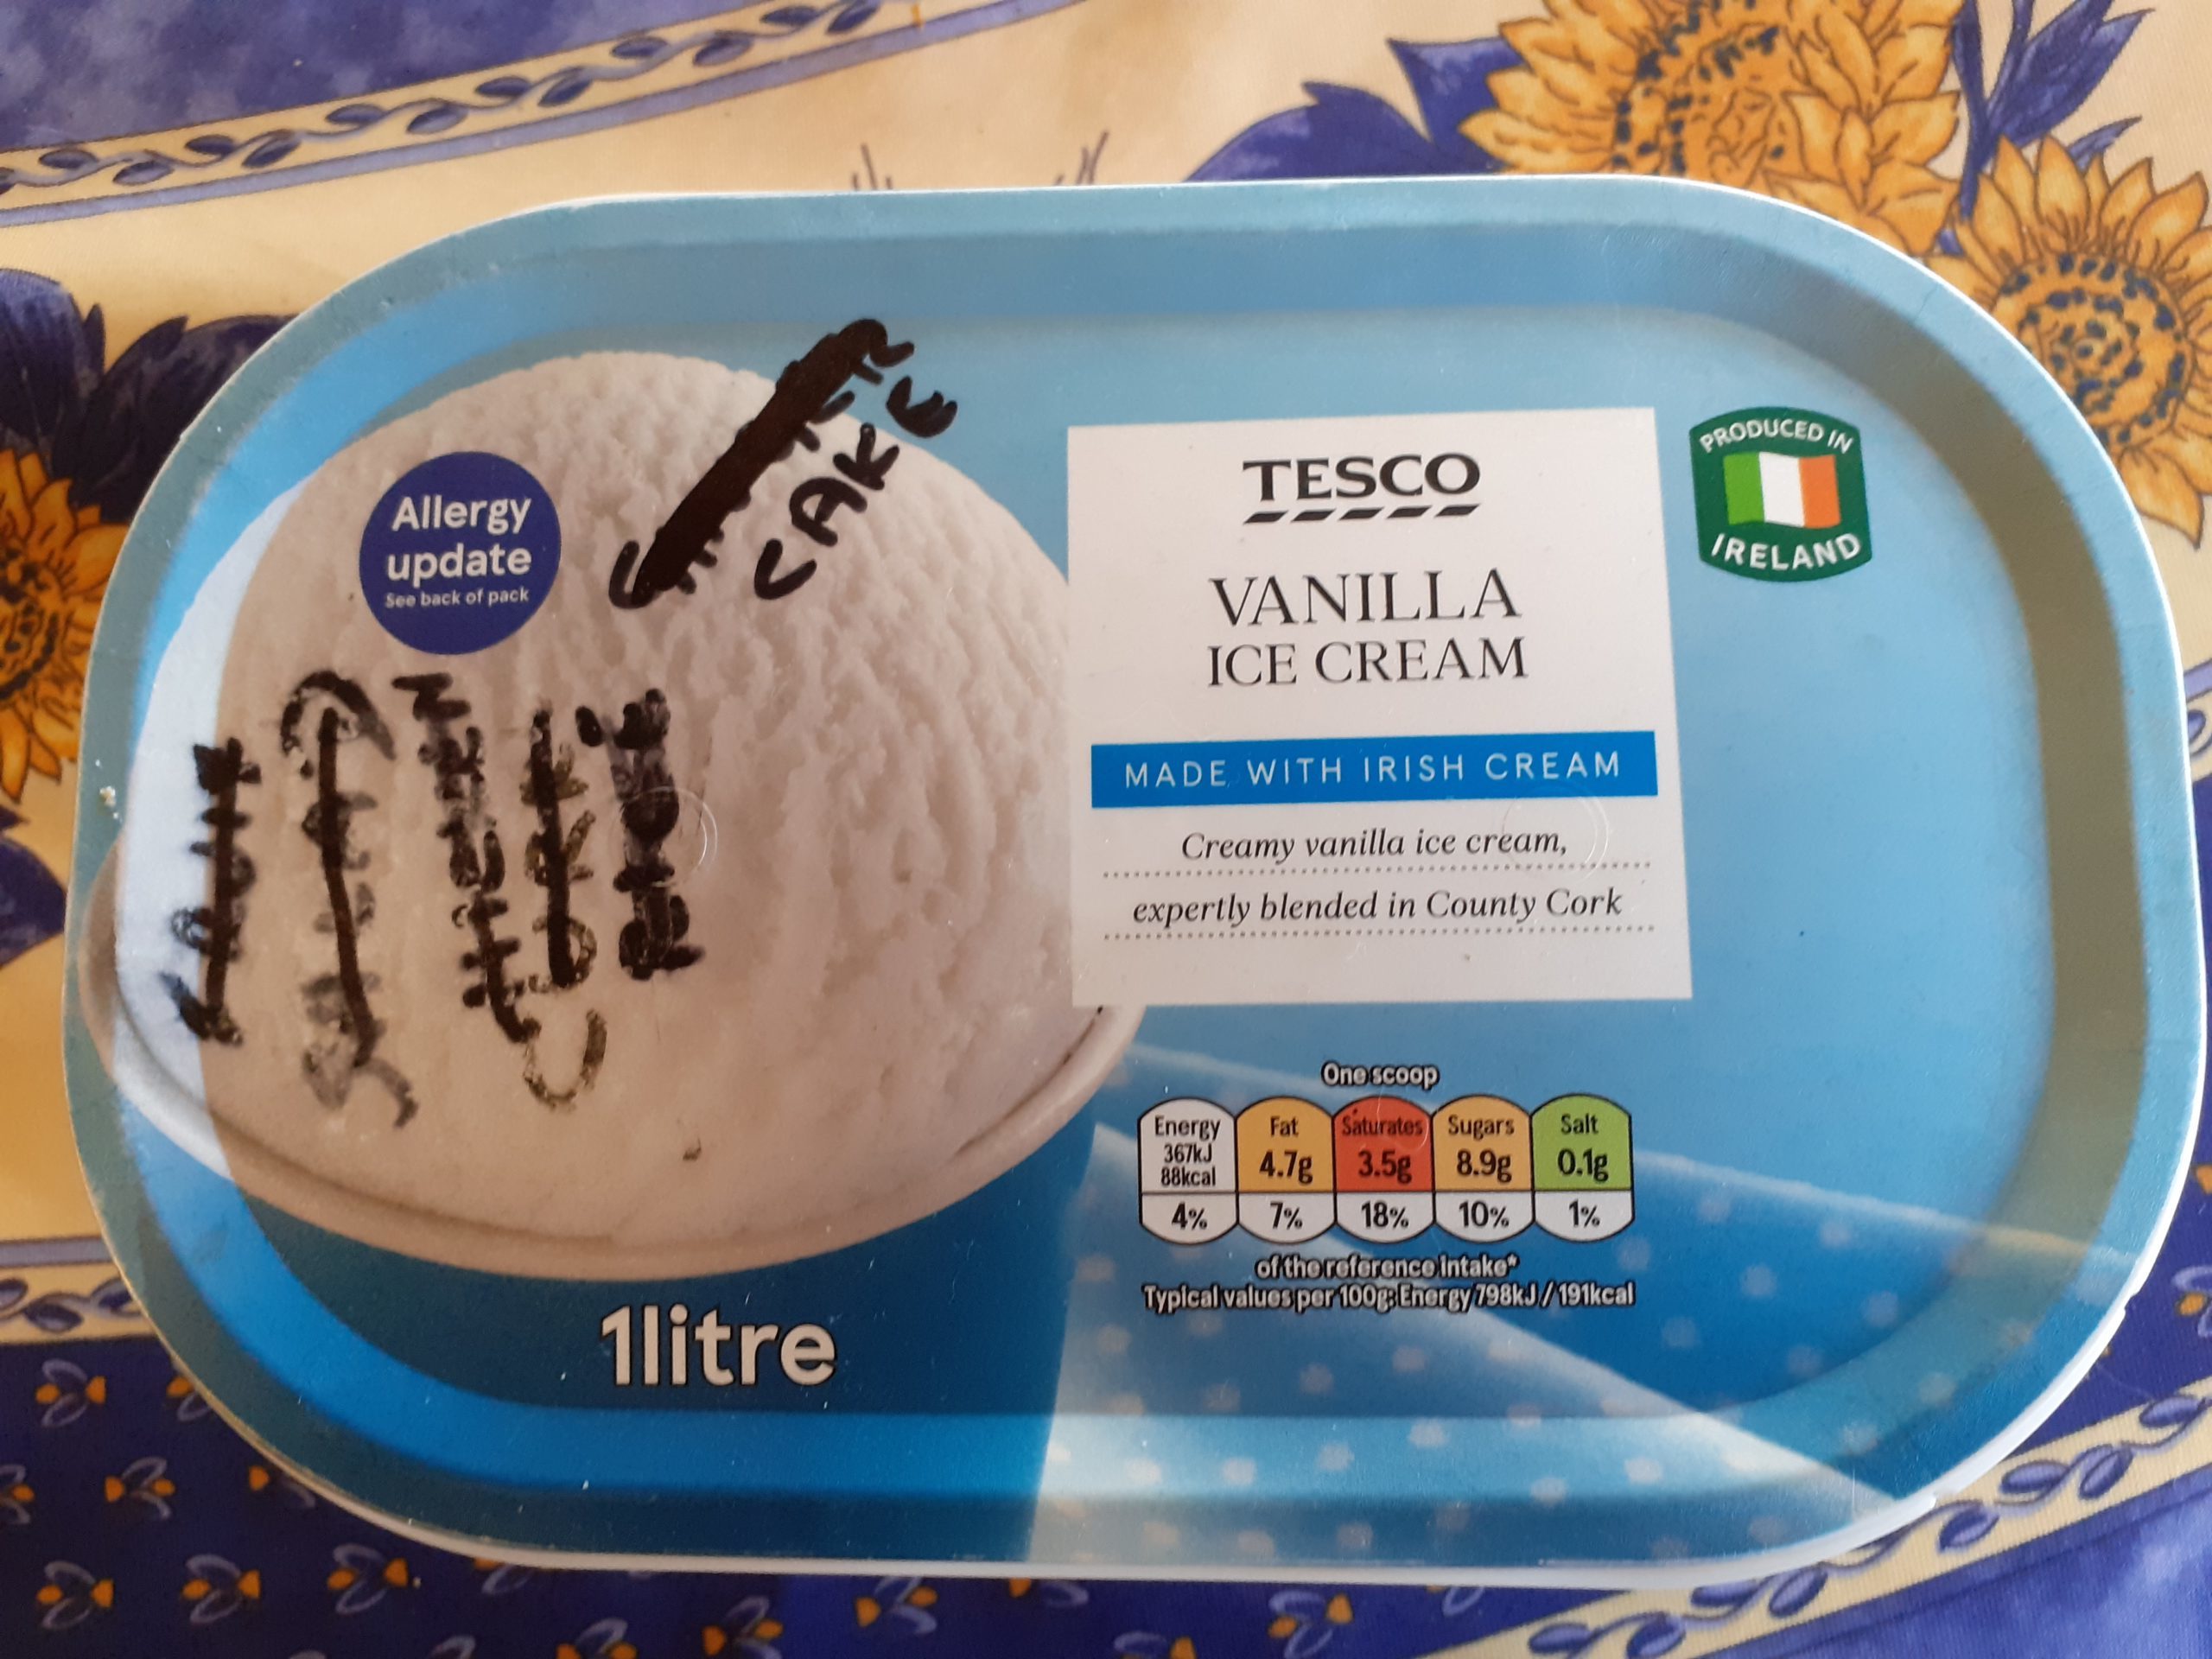 Allergy
update
See back of pack
CAKE
TESCO
VANILLA
ICE CREAM
MADE WITH IRISH CREAM
Creamy vanilla ice cream,
expertly blended in County Cork
PRODUCED IN
IRELAND
One scoop
Energy Fat Saturates Sugars Salt
367kJ
88kcal 4.7g 3.5g 8.9g 0.1g
4% 7% 18% 10% 1%
of the reference intake*
Typical values per 100g: Energy 798kJ / 191kcal
1litre